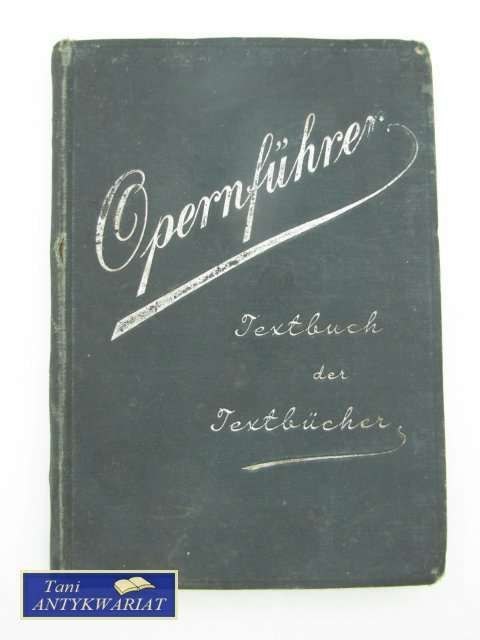 Opernführer
Textbuch
der
Textbücher
Tani
ANTYKWARIAT